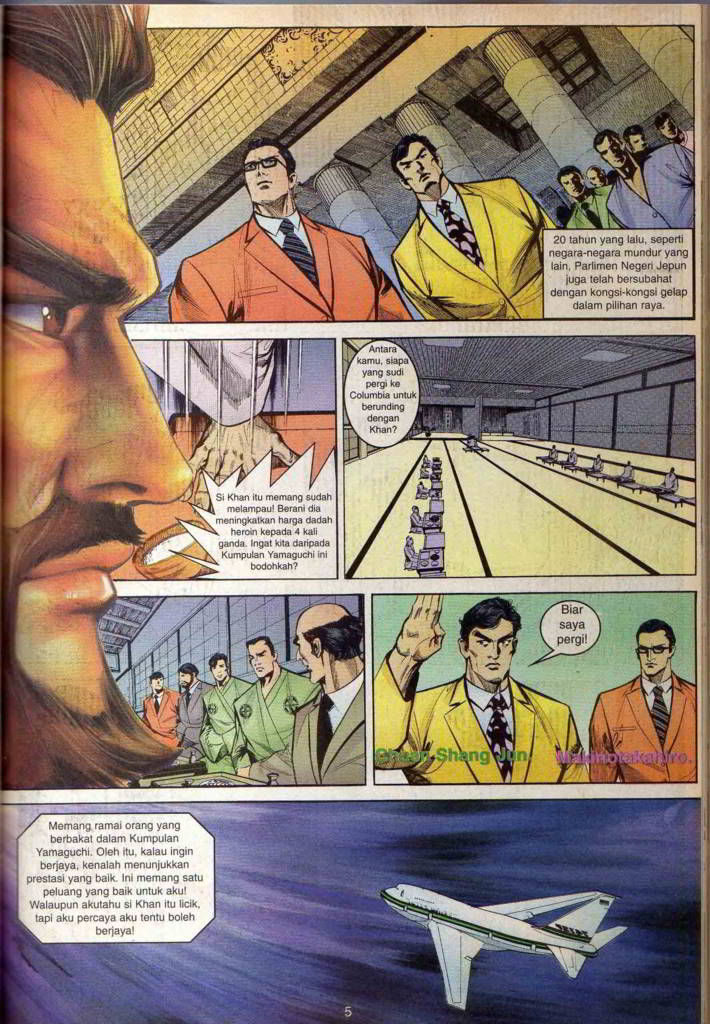 20 tahun yang lalu, seperti
negara-negara mundur yang
lain, Parlimen Negeri Jepun
juga telah bersubahat
dengan kongsi-kongsi gelap
dalam pilihan raya.
Si Khan itu memang sudah
melampau! Berani dia
meningkatkan harga dadah
heroin kepada 4 kali
ganda. Ingat kita daripada
Kumpulan Yamaguchi ini
bodohkah?
Antara
kamu, siapa
yang sudi
pergi ke
Columbia untuk
berunding
dengan
Khan?
Biar
saya
pergi!
Chuan Shang Jun
Makinotakahiro.
Memang ramai orang yang
berbakat dalam Kumpulan
Yamaguchi. Oleh itu, kalau ingin
berjaya, kenalah menunjukkan
prestasi yang baik. Ini memang satu
peluang yang baik untuk aku!
Walaupun akutahu si Khan itu licik,
tapi aku percaya aku tentu boleh
berjaya!
5